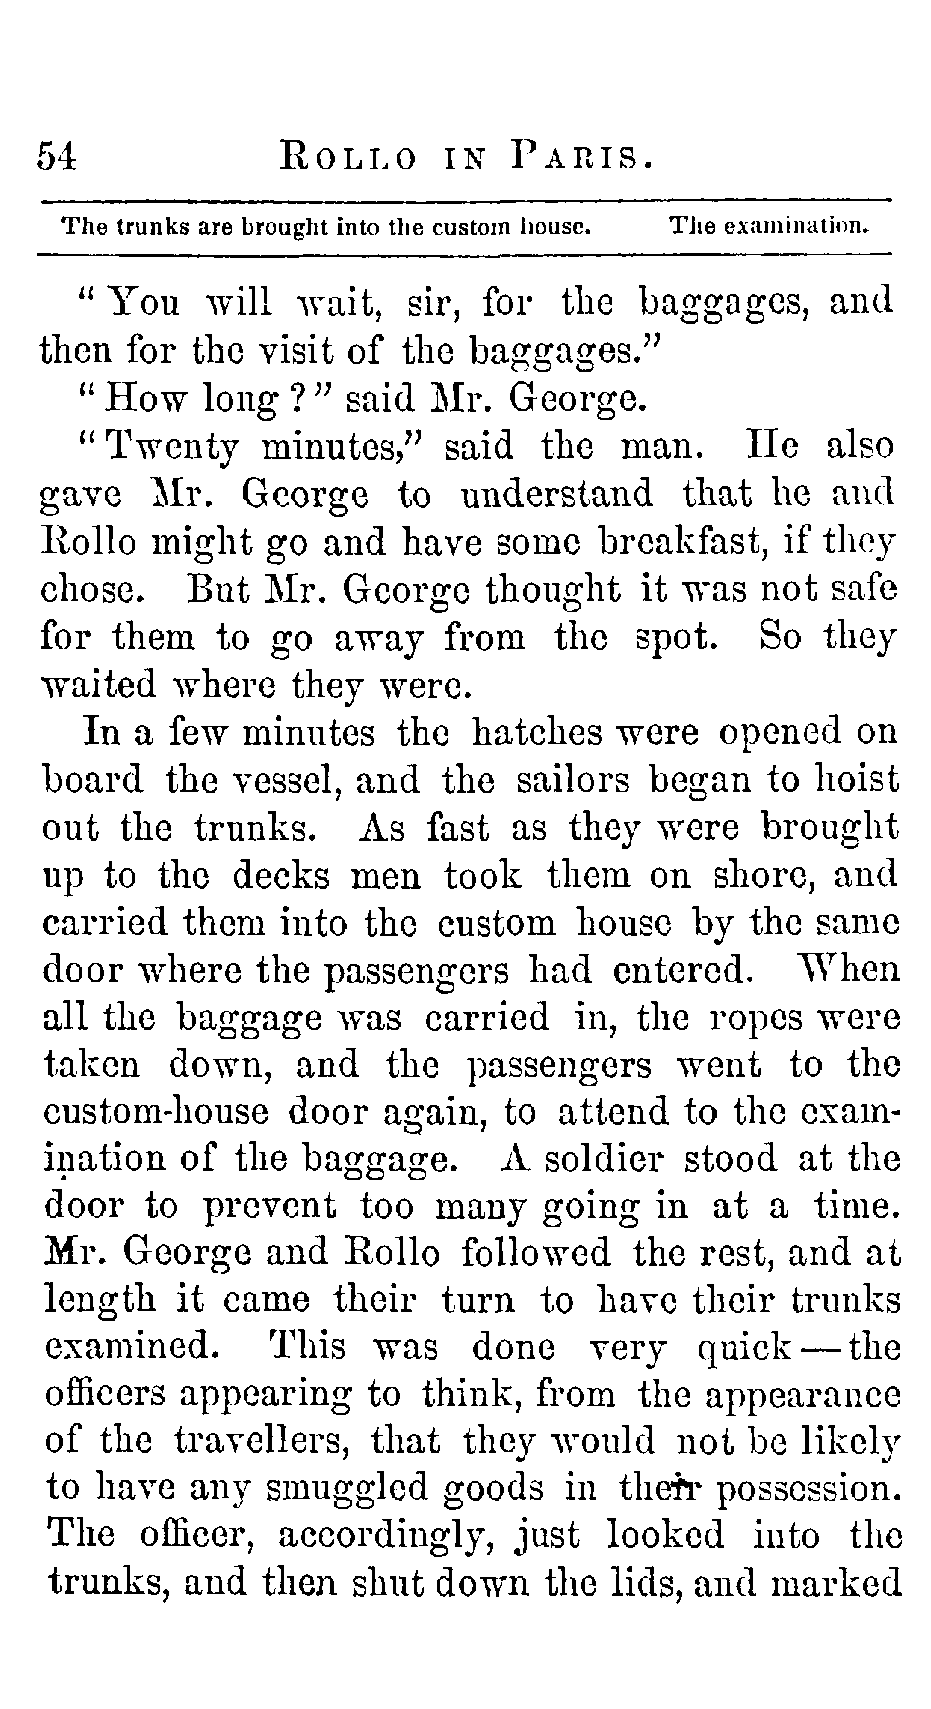 54 ROLLO IN PARIS.
The trunks are brought into the custom house. The examination.
“ You will wait, sir, for the baggages, and
then for the visit of the baggages.”
“ How long ? ” said Mr. George.
“ Twenty minutes,” said the man. He also
gave Mr. George to understand that he and
Rollo might go and have some breakfast, if they
chose. But Mr. George thought it was not safe
for them to go away from the spot. So they
waited where they were.
In a few minutes the hatches were opened on
board the vessel, and the sailors began to hoist
out the trunks. As fast as they were brought
up to the decks men took them on shore, and
carried them into the custom house by the same
door where the passengers had entered. When
all the baggage was carried in, the ropes were
taken down, and the passengers went to the
custom-house door again, to attend to the exam-
ination of the baggage. A soldier stood at the
door to prevent too many going in at a time.
Mr. George and Rollo followed the rest, and at
length it came their turn to have their trunks
examined. This was done very quick — the
officers appearing to think, from the appearance
of the travellers, that they would not be likely
to have any smuggled goods in their possession.
The officer, accordingly, just looked into the
trunks, and then shut down the lids, and marked